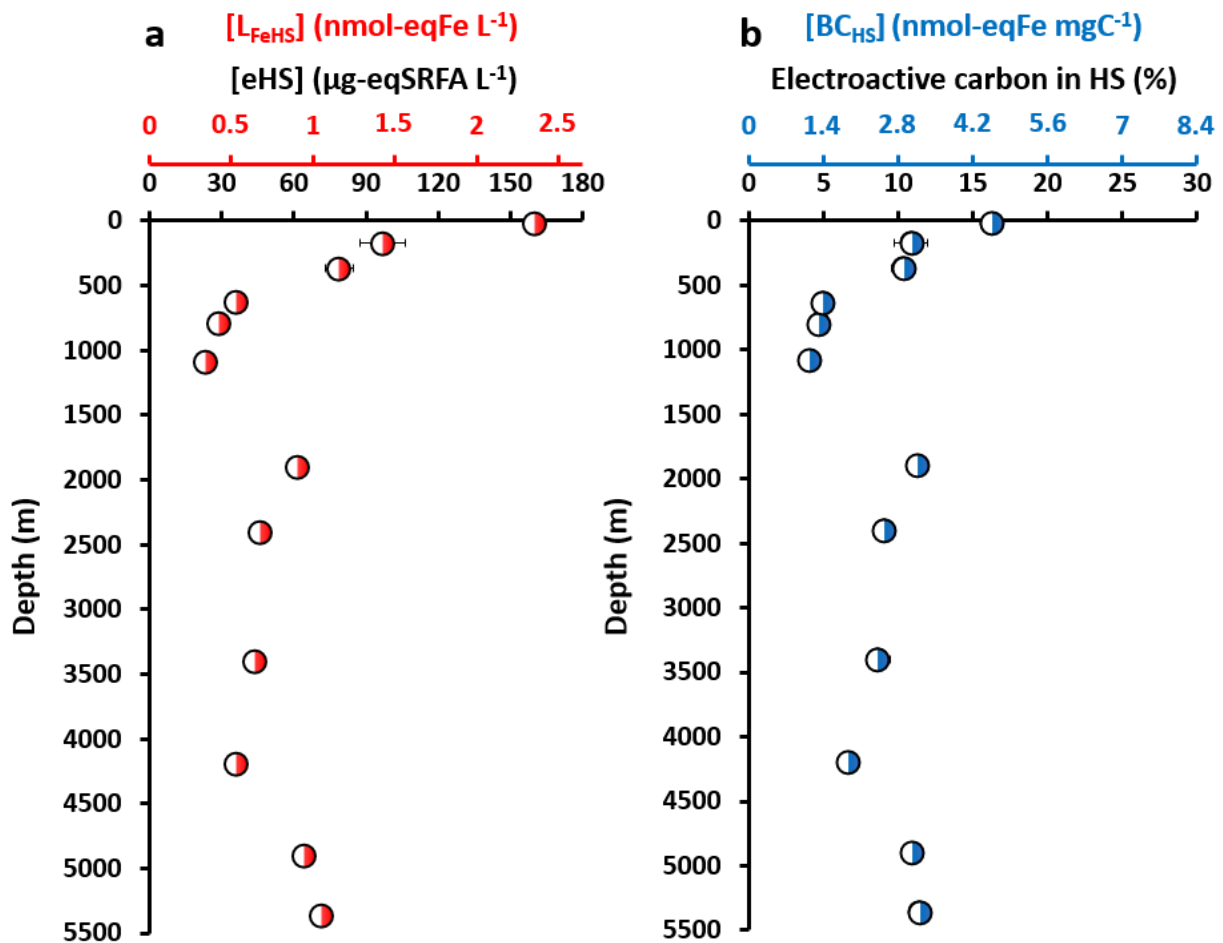 a
[L_FeHS] (nmol-eqFe L⁻¹)
[eHS] (µg-eqSRFA L⁻¹)
0 0.5 1 1.5 2 2.5
0 30 60 90 120 150 180
0
500
1000
1500
2000
2500
3000
3500
4000
4500
5000
5500
Depth (m)
b
[BC_HS] (nmol-eqFe mgC⁻¹)
Electroactive carbon in HS (%)
0 1.4 2.8 4.2 5.6 7 8.4
0 5 10 15 20 25 30
0
500
1000
1500
2000
2500
3000
3500
4000
4500
5000
5500
Depth (m)